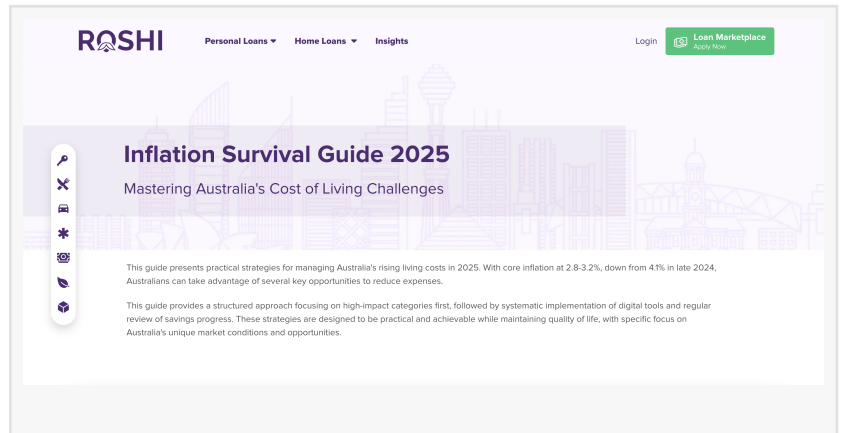 ROSHI
Personal Loans Home Loans Insights
Login
Loan Marketplace
Apply Now
Inflation Survival Guide 2025
Mastering Australia's Cost of Living Challenges
This guide presents practical strategies for managing Australia's rising living costs in 2025. With core inflation at 2.8-3.2%, down from 4.1% in late 2024,
Australians can take advantage of several key opportunities to reduce expenses.
This guide provides a structured approach focusing on high-impact categories first, followed by systematic implementation of digital tools and regular
review of savings progress. These strategies are designed to be practical and achievable while maintaining quality of life, with specific focus on
Australia's unique market conditions and opportunities.